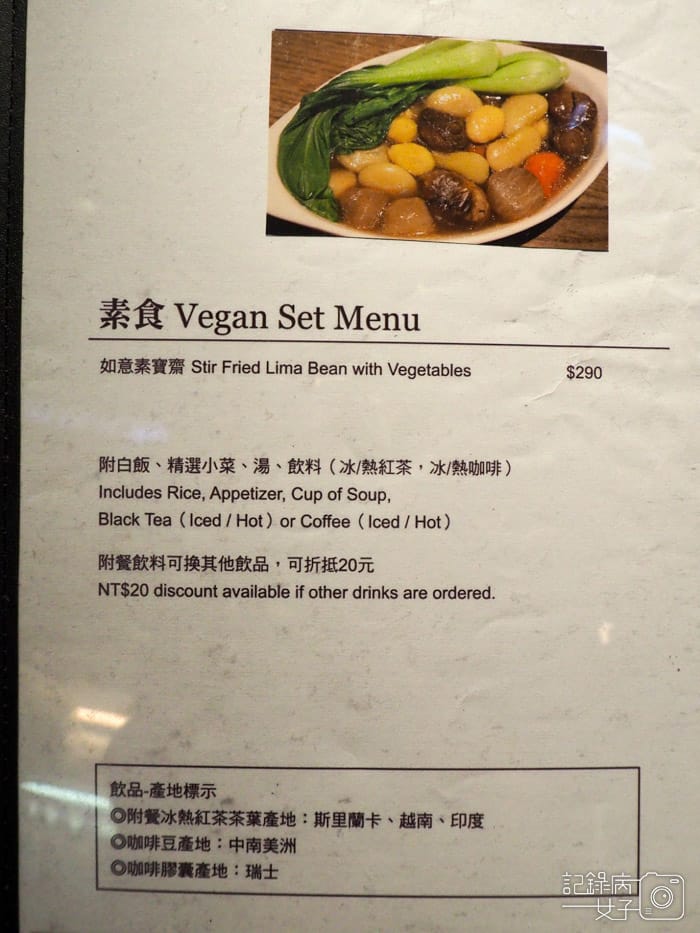 素食 Vegan Set Menu
如意素寶齋 Stir Fried Lima Bean with Vegetables $290
附白飯、精選小菜、湯、飲料（冰/熱紅茶，冰/熱咖啡）
Includes Rice, Appetizer, Cup of Soup,
Black Tea（Iced / Hot）or Coffee（Iced / Hot）
附餐飲料可換其他飲品，可折抵20元
NT$20 discount available if other drinks are ordered.
飲品-產地標示
◎附餐冰熱紅茶茶葉產地：斯里蘭卡、越南、印度
◎咖啡豆產地：中南美洲
◎咖啡膠囊產地：瑞士
記錄病
女子